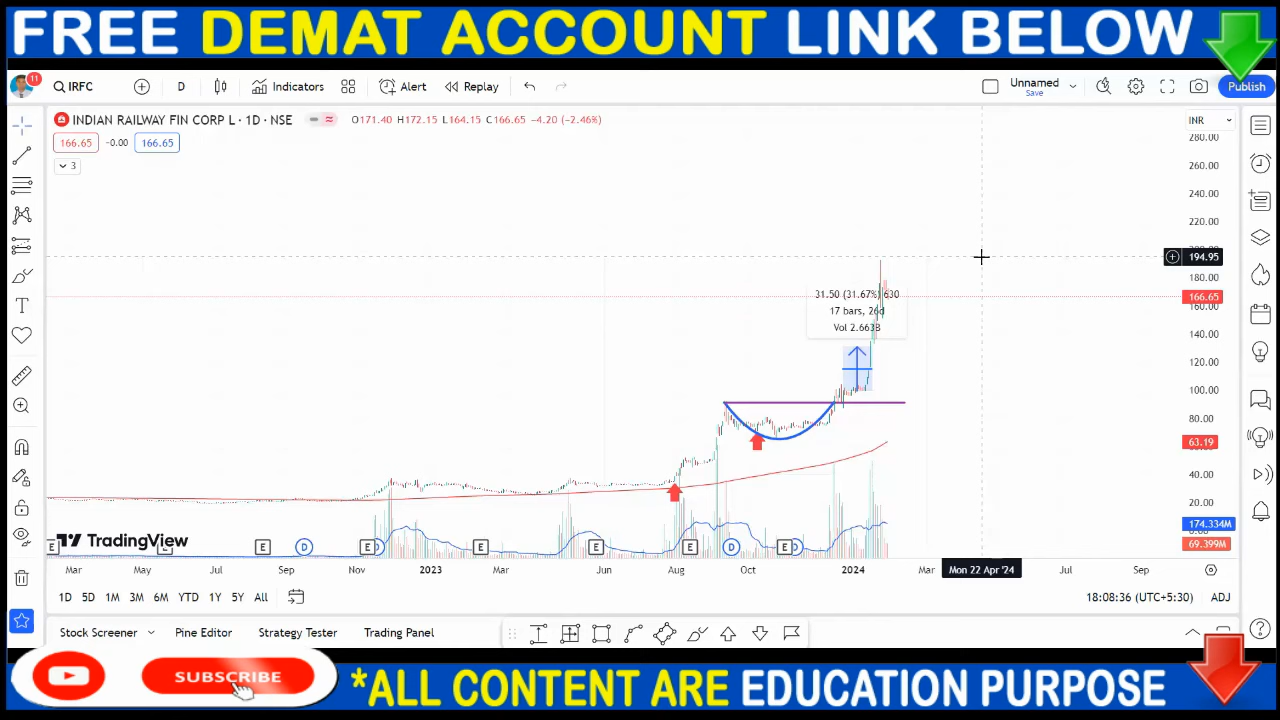 FREE DEMAT ACCOUNT LINK BELOW
11
IRFC
D
Indicators
Alert
Replay
Unnamed
Save
Publish
INDIAN RAILWAY FIN CORP L · 1D · NSE
O171.40 H172.15 L164.15 C166.65 -4.20 (-2.46%)
INR
166.65
-0.00
166.65
3
280.00
260.00
240.00
220.00
194.95
180.00
166.65
160.00
140.00
120.00
100.00
80.00
63.19
40.00
20.00
174.334M
69.399M
31.50 (31.67%) 630
17 bars, 26d
Vol 2.663B
TradingView
E
E
D
E
D
E
E
E
D
E
D
Mar
May
Jul
Sep
Nov
2023
Mar
Jun
Aug
Oct
2024
Mar
Mon 22 Apr '24
Jul
Sep
1D
5D
1M
3M
6M
YTD
1Y
5Y
All
18:08:36 (UTC+5:30)
ADJ
Stock Screener
Pine Editor
Strategy Tester
Trading Panel
SUBSCRIBE
*ALL CONTENT ARE EDUCATION PURPOSE